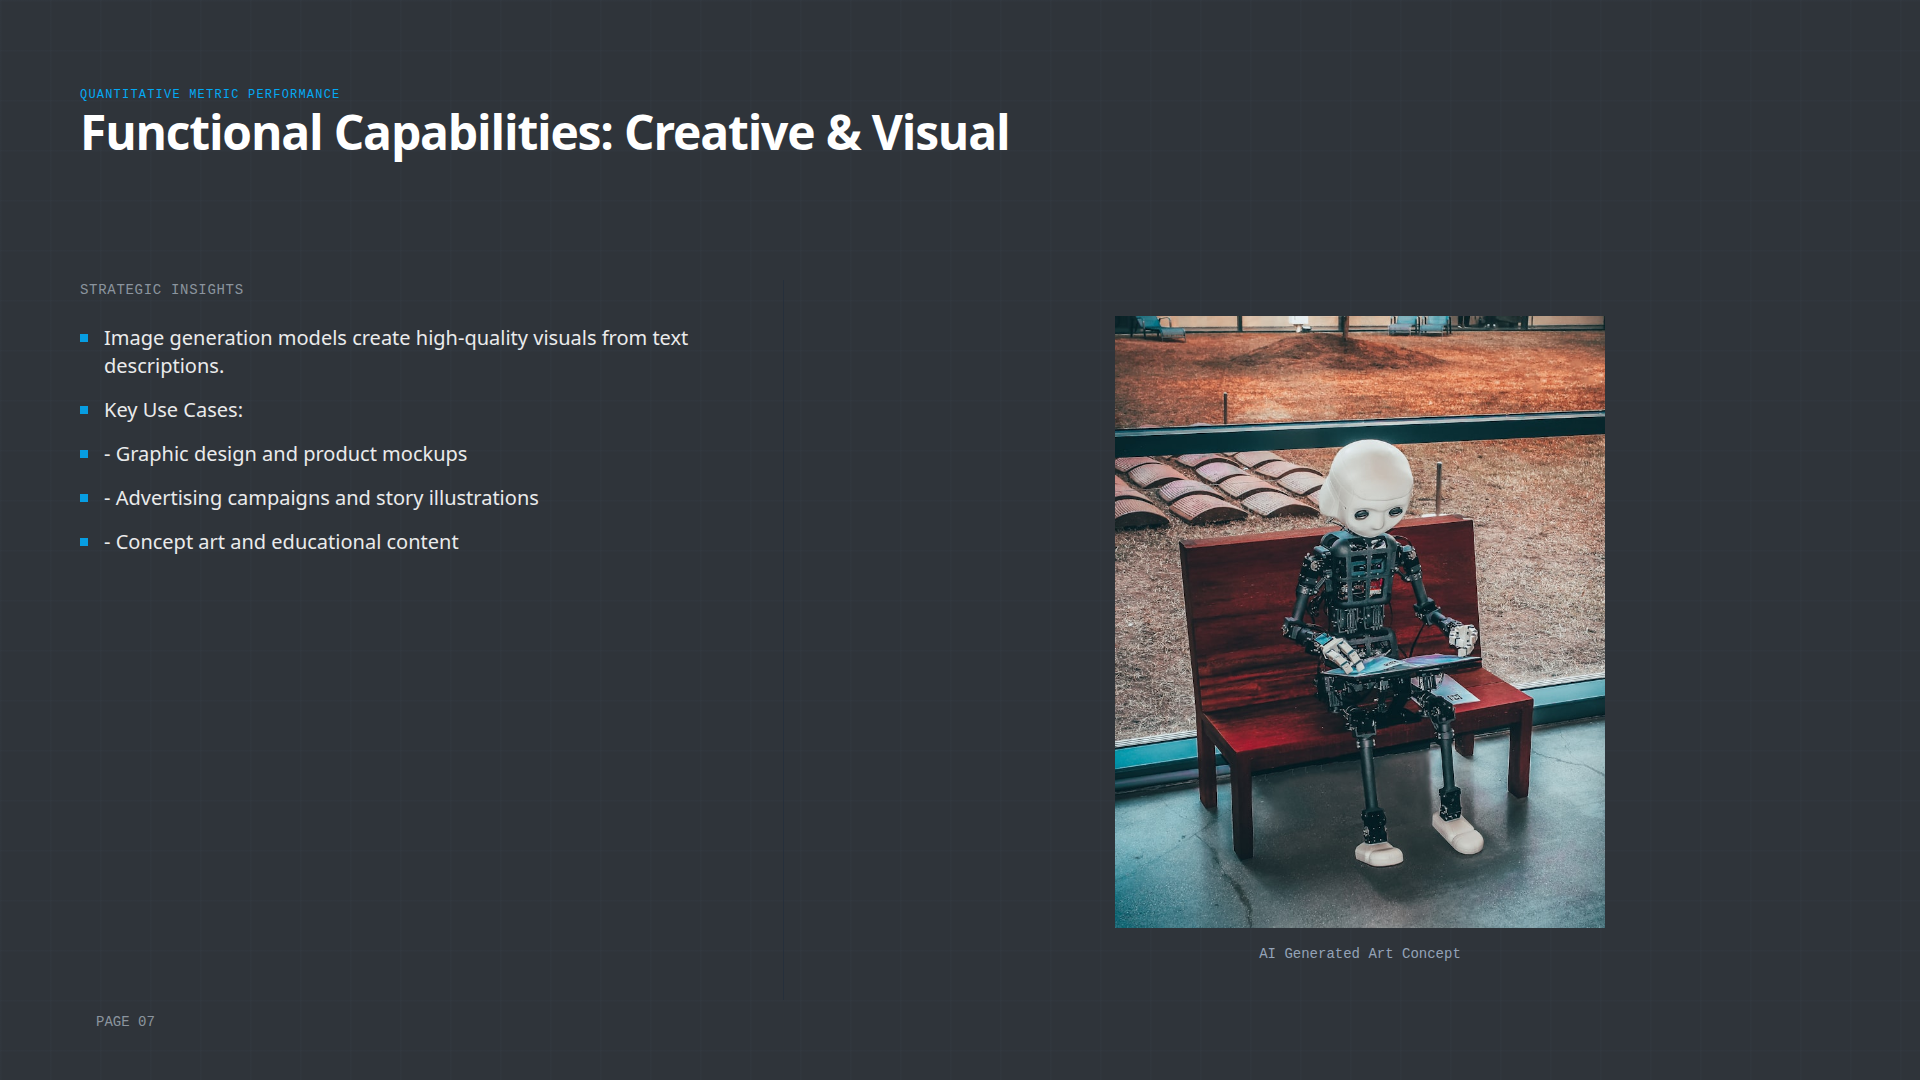 QUANTITATIVE METRIC PERFORMANCE
Functional Capabilities: Creative & Visual
STRATEGIC INSIGHTS
Image generation models create high-quality visuals from text
descriptions.
Key Use Cases:
- Graphic design and product mockups
- Advertising campaigns and story illustrations
- Concept art and educational content
AI Generated Art Concept
PAGE 07